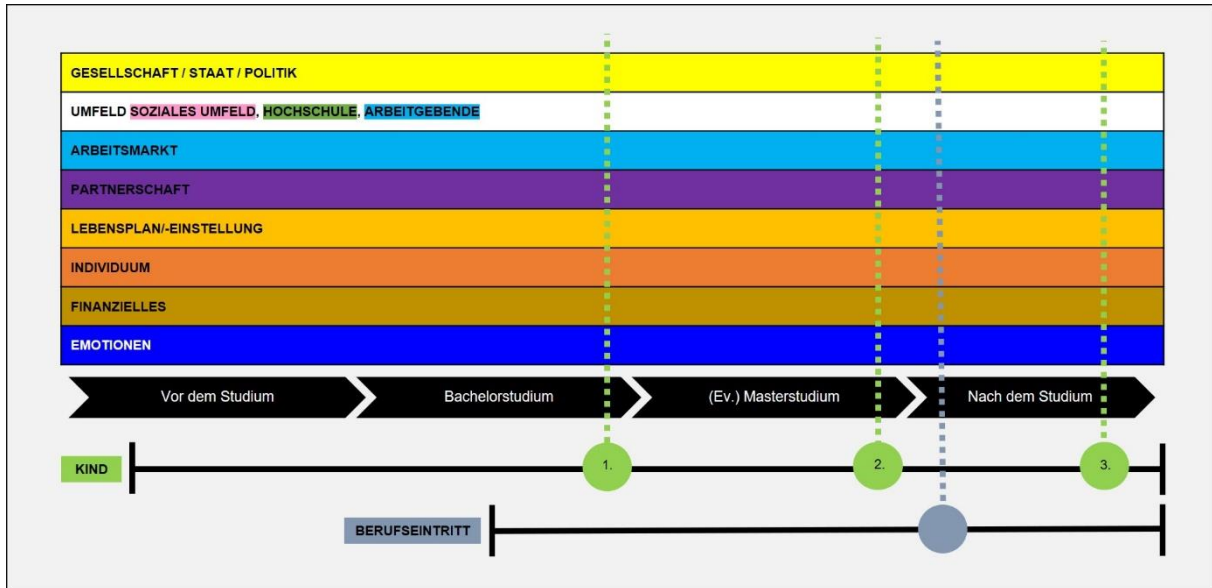 GESELLSCHAFT / STAAT / POLITIK
UMFELD SOZIALES UMFELD, HOCHSCHULE, ARBEITGEBENDE
ARBEITSMARKT
PARTNERSCHAFT
LEBENSPLAN/-EINSTELLUNG
INDIVIDUUM
FINANZIELLES
EMOTIONEN
Vor dem Studium
Bachelorstudium
(Ev.) Masterstudium
Nach dem Studium
KIND
1.
2.
3.
BERUFSEINTRITT